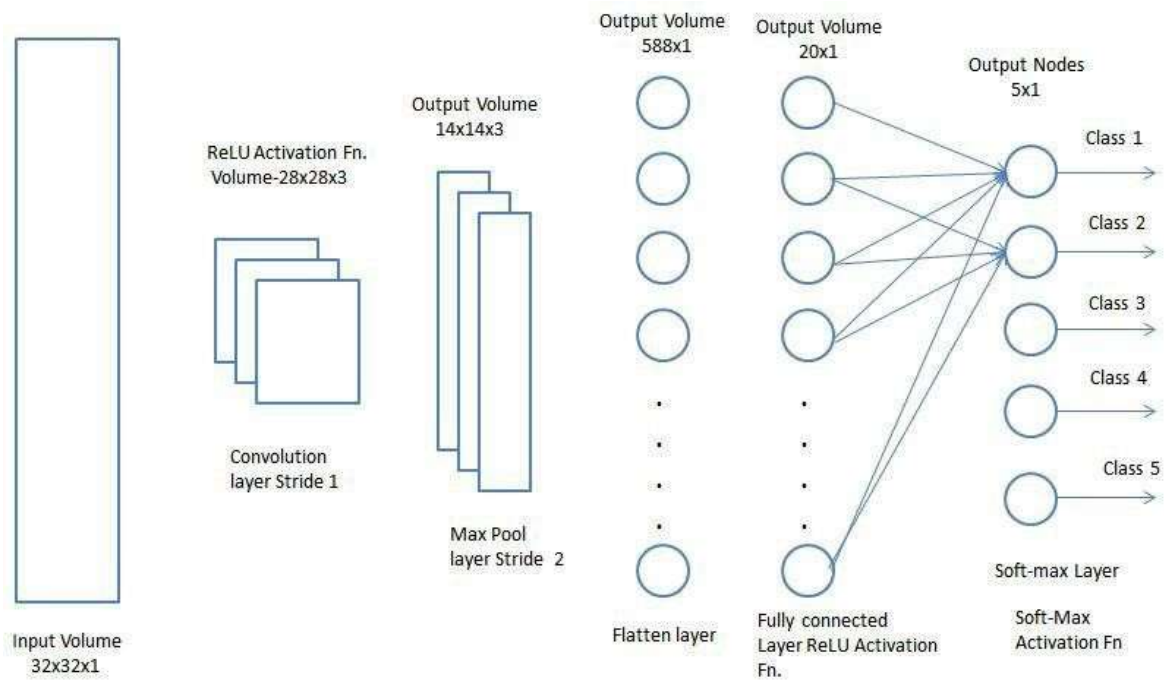 Input Volume
32x32x1
ReLU Activation Fn.
Volume-28x28x3
Convolution
layer Stride 1
Output Volume
14x14x3
Max Pool
layer Stride 2
Output Volume
588x1
Flatten layer
Output Volume
20x1
Fully connected
Layer ReLU Activation
Fn.
Output Nodes
5x1
Class 1
Class 2
Class 3
Class 4
Class 5
Soft-max Layer
Soft-Max
Activation Fn